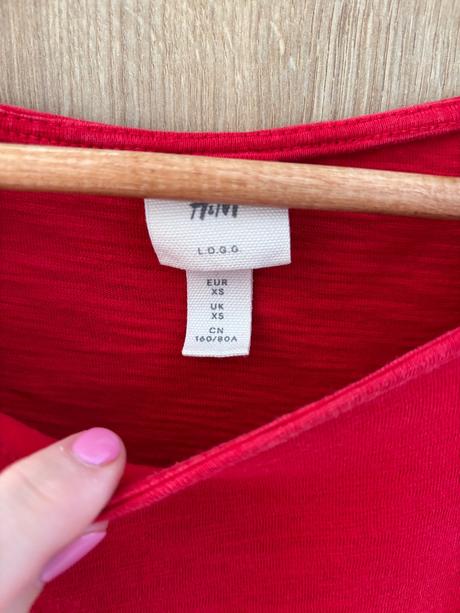 H&M
L.O.G.G.
EUR
XS
UK
XS
CN
160/80A